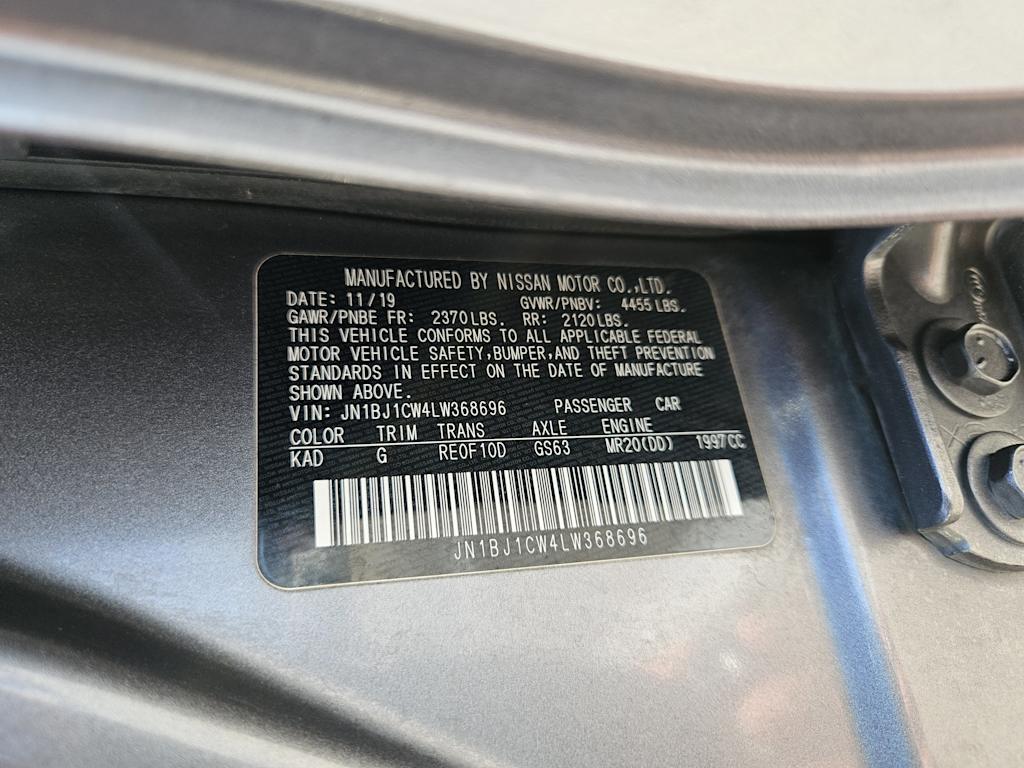 MANUFACTURED BY NISSAN MOTOR CO.,LTD.
DATE: 11/19 GVWR/PNBV: 4455 LBS.
GAWR/PNBE FR: 2370 LBS. RR: 2120 LBS.
THIS VEHICLE CONFORMS TO ALL APPLICABLE FEDERAL
MOTOR VEHICLE SAFETY,BUMPER,AND THEFT PREVENTION
STANDARDS IN EFFECT ON THE DATE OF MANUFACTURE
SHOWN ABOVE.
VIN: JN1BJ1CW4LW368696 PASSENGER CAR
COLOR TRIM TRANS AXLE ENGINE
KAD G RE0F10D GS63 MR20(DD) 1997CC
JN1BJ1CW4LW368696